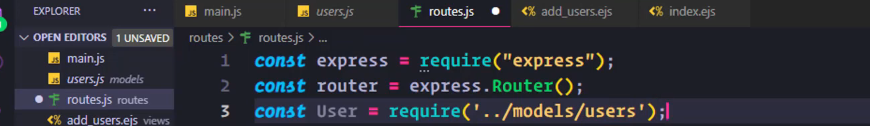 EXPLORER ... main.js users.js routes.js add_users.ejs index.ejs
OPEN EDITORS 1 UNSAVED routes > routes.js > ...
main.js 1 const express = require("express");
users.js models 2 const router = express.Router();
routes.js routes 3 const User = require('../models/users');
add_users.ejs views